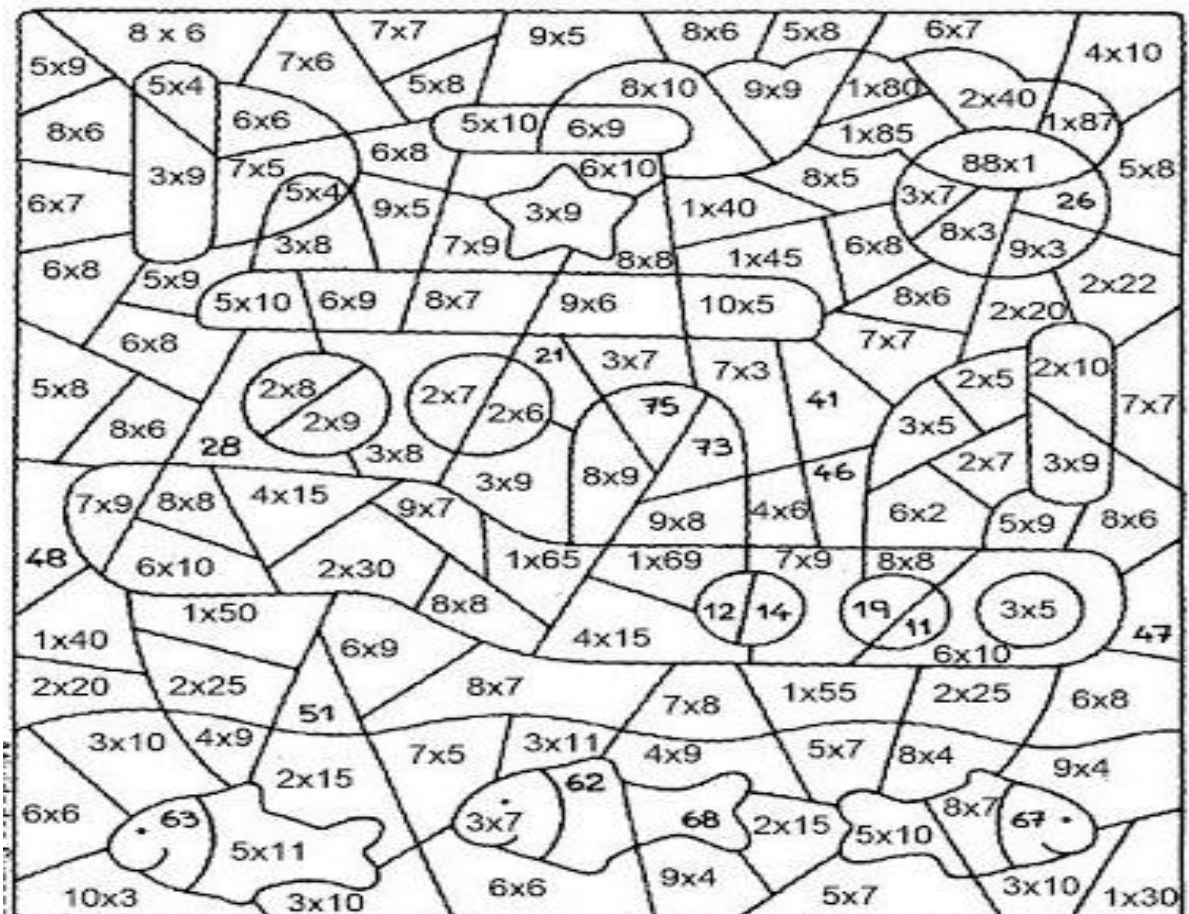 8 x 6 7x7 9x5 8x6 5x8 6x7 4x10
5x9 5x4 7x6 5x8 8x10 9x9 1x80 2x40
8x6 6x6 5x10 6x9 1x85 1x87
3x9 7x5 6x8 6x10 8x5 88x1 5x8
6x7 5x4 9x5 3x9 1x40 3x7 26
3x8 7x9 8x8 1x45 6x8 8x3 9x3
6x8 5x9 5x10 6x9 8x7 9x6 10x5 8x6 2x20 2x22
6x8 21 3x7 7x3 7x7 2x5 2x10
5x8 2x8 2x9 2x7 2x6 75 41 3x5 7x7
8x6 28 3x8 73 46 2x7 3x9
7x9 8x8 4x15 9x7 3x9 8x9 9x8 4x6 6x2 5x9 8x6
48 6x10 2x30 8x8 1x65 1x69 7x9 8x8
1x40 1x50 6x9 4x15 12 14 19 11 3x5 6x10 47
2x20 2x25 51 8x7 7x8 1x55 2x25 6x8
3x10 4x9 2x15 7x5 3x11 4x9 5x7 8x4 9x4
6x6 63 5x11 3x7 62 68 2x15 5x10 8x7 67
10x3 3x10 6x6 9x4 5x7 3x10 1x30